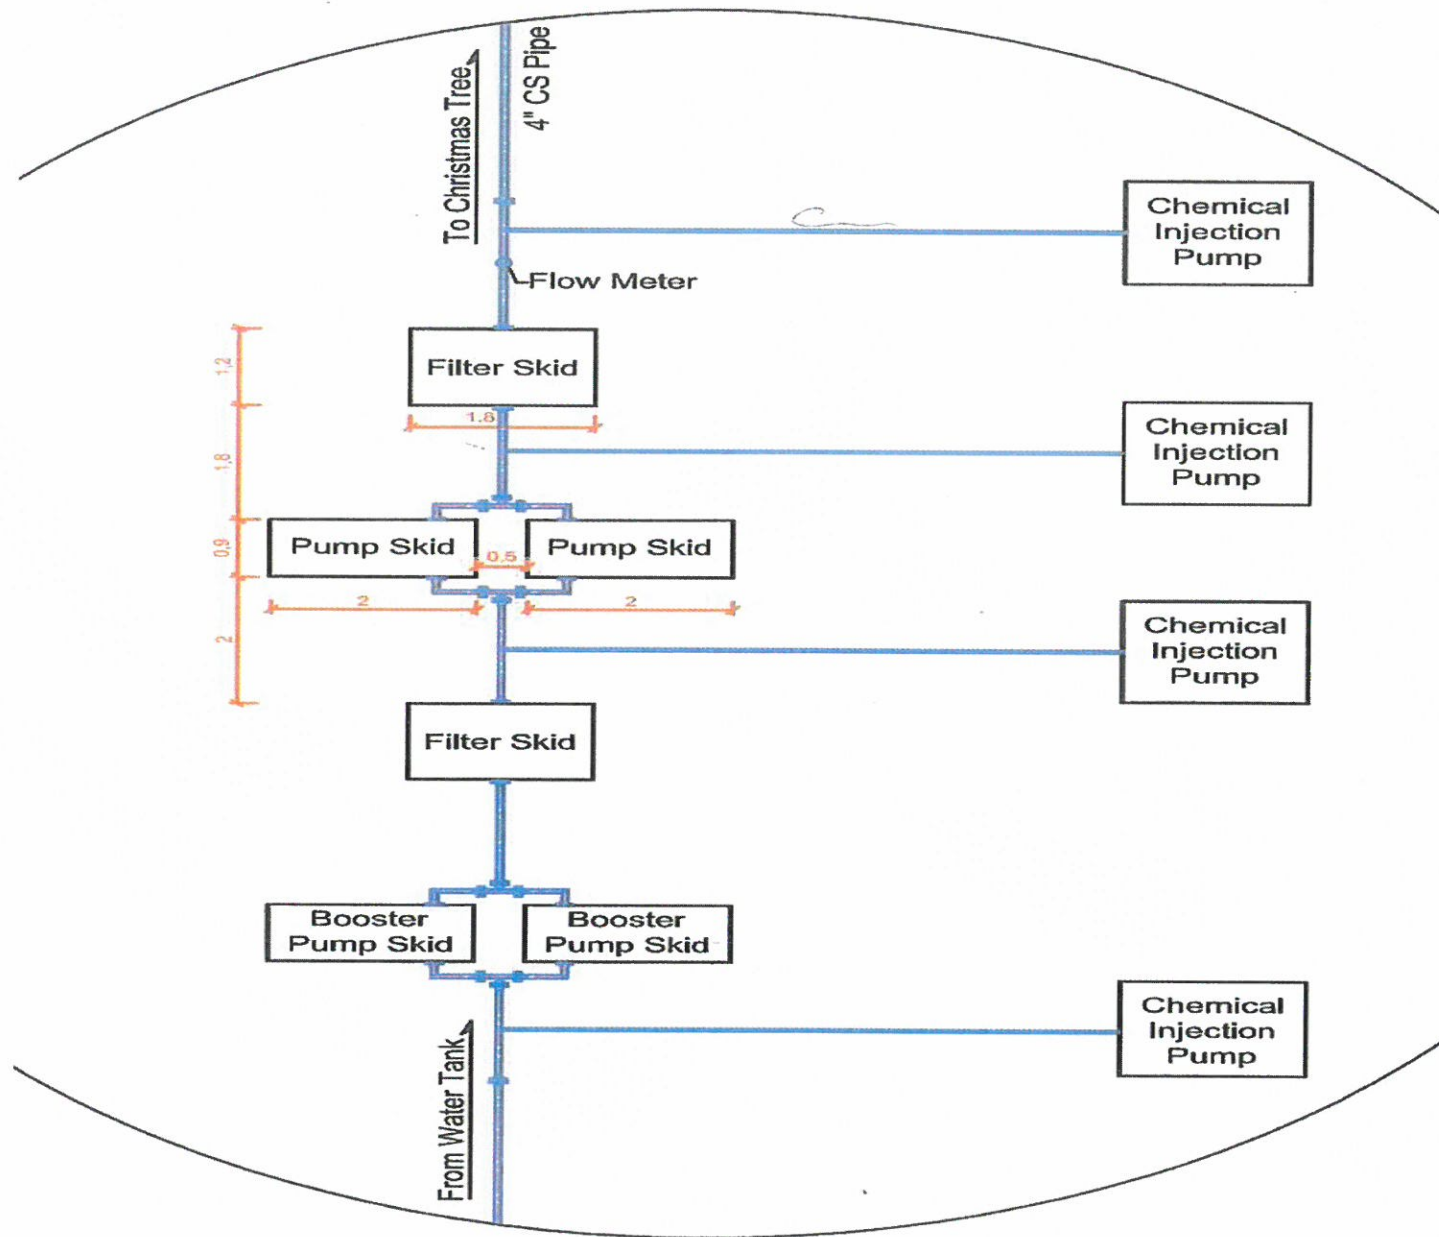 To Christmas Tree
4" CS Pipe
Chemical
Injection
Pump
Flow Meter
1,2
Filter Skid
1.8
Chemical
Injection
Pump
1,8
0,9
Pump Skid
0.5
Pump Skid
2
2
2
Chemical
Injection
Pump
Filter Skid
Booster
Pump Skid
Booster
Pump Skid
From Water Tank
Chemical
Injection
Pump